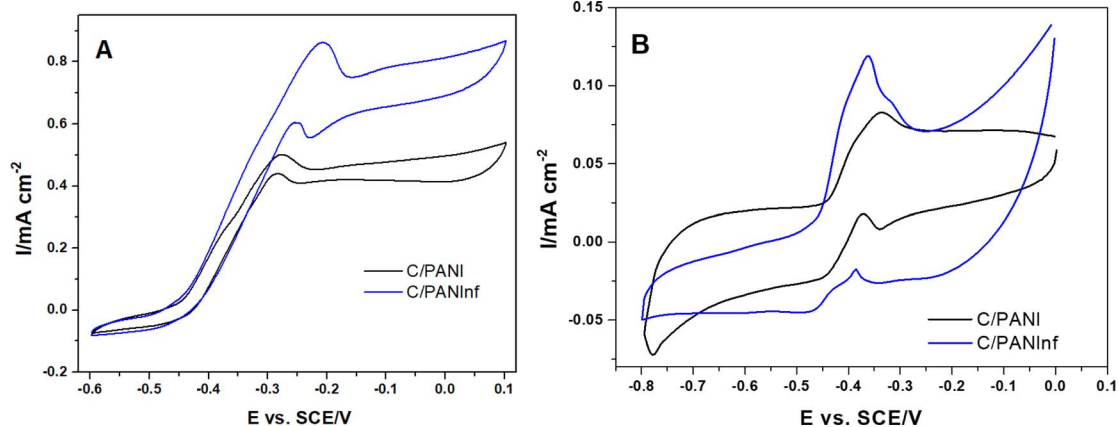 A
0.8
0.6
0.4
0.2
0.0
-0.2
I/mA cm-2
C/PANI
C/PANInf
-0.6 -0.5 -0.4 -0.3 -0.2 -0.1 0.0 0.1
E vs. SCE/V
B
0.15
0.10
0.05
0.00
-0.05
I/mA cm-2
C/PANI
C/PANInf
-0.8 -0.7 -0.6 -0.5 -0.4 -0.3 -0.2 -0.1 0.0 0.1
E vs. SCE/V